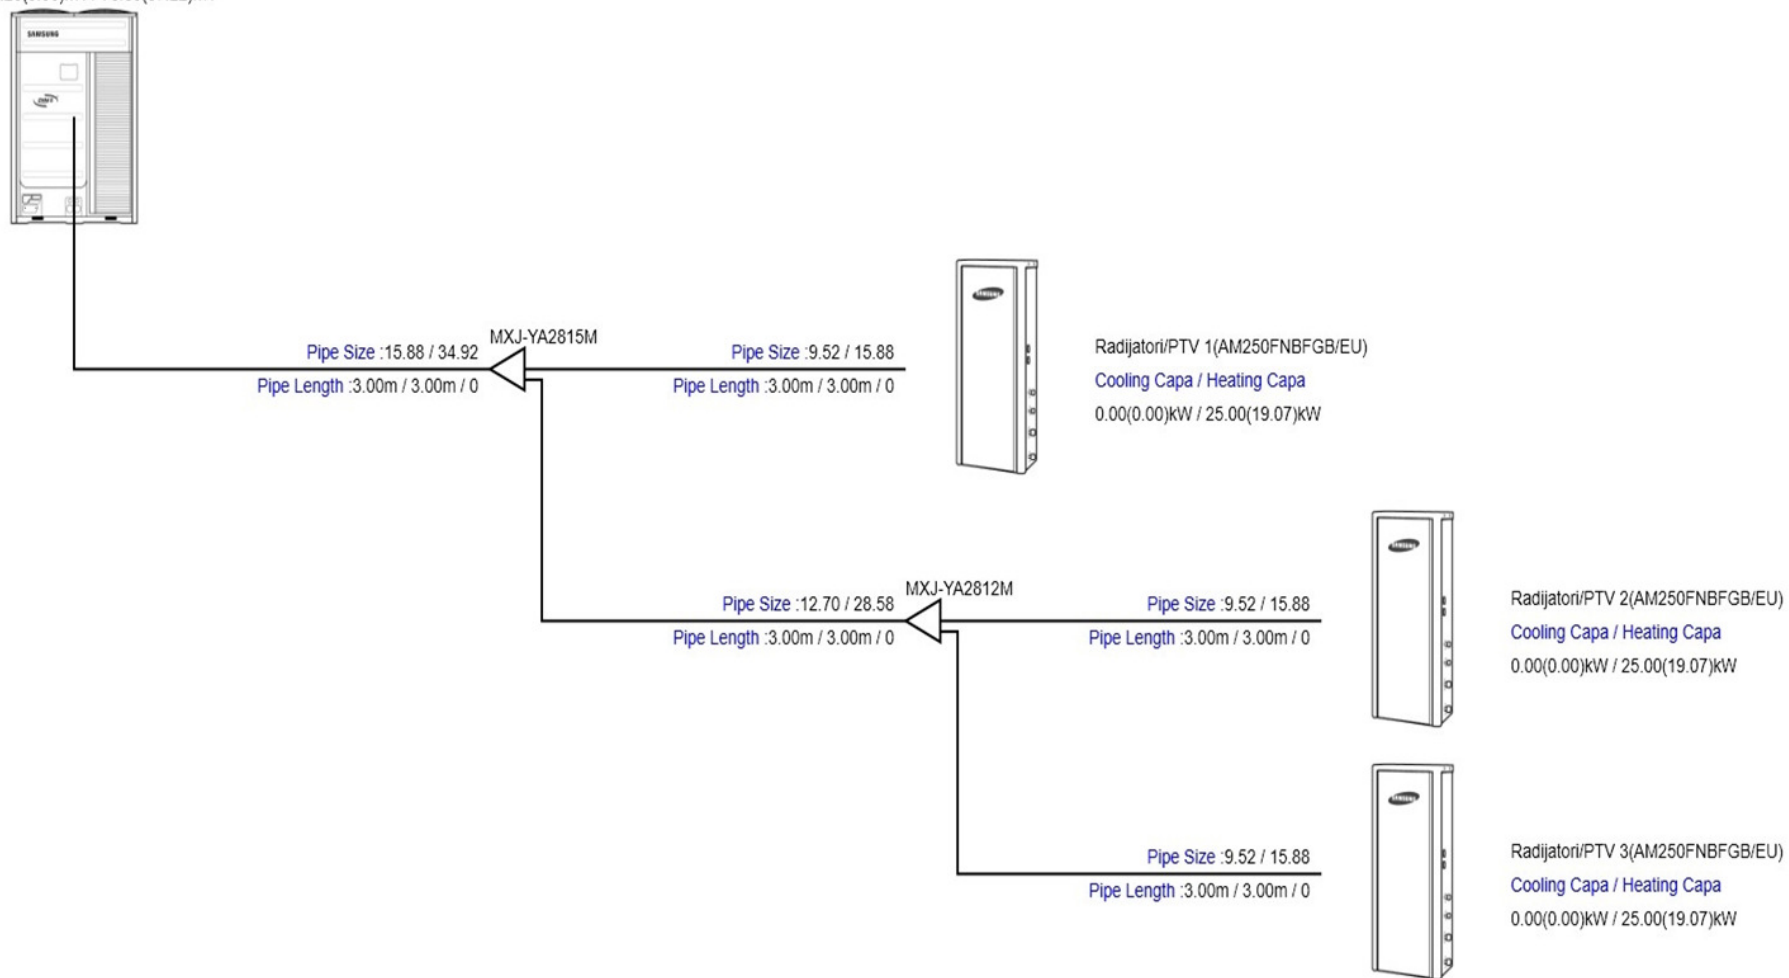 SAMSUNG
MXJ-YA2815M
Pipe Size :15.88 / 34.92
Pipe Length :3.00m / 3.00m / 0
Pipe Size :9.52 / 15.88
Pipe Length :3.00m / 3.00m / 0
SAMSUNG
Radijatori/PTV 1(AM250FNBFGB/EU)
Cooling Capa / Heating Capa
0.00(0.00)kW / 25.00(19.07)kW
MXJ-YA2812M
Pipe Size :12.70 / 28.58
Pipe Length :3.00m / 3.00m / 0
Pipe Size :9.52 / 15.88
Pipe Length :3.00m / 3.00m / 0
SAMSUNG
Radijatori/PTV 2(AM250FNBFGB/EU)
Cooling Capa / Heating Capa
0.00(0.00)kW / 25.00(19.07)kW
Pipe Size :9.52 / 15.88
Pipe Length :3.00m / 3.00m / 0
SAMSUNG
Radijatori/PTV 3(AM250FNBFGB/EU)
Cooling Capa / Heating Capa
0.00(0.00)kW / 25.00(19.07)kW